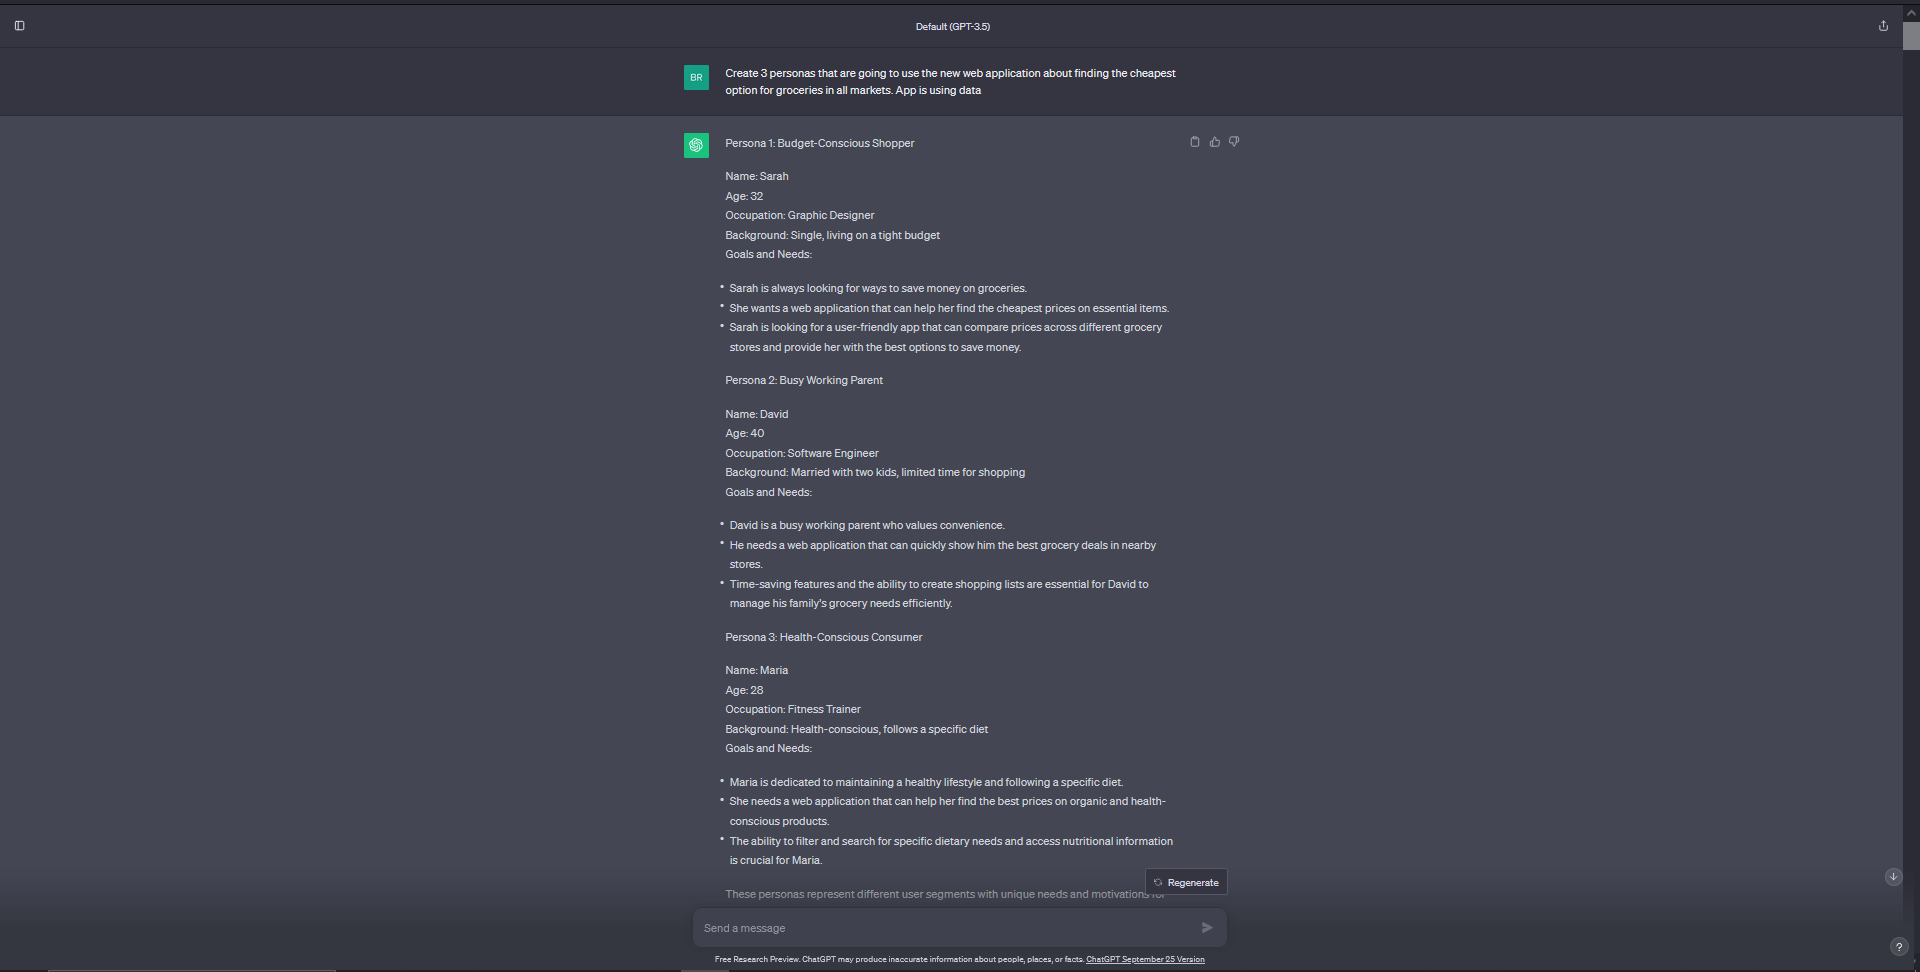 Default (GPT-3.5)
BR
Create 3 personas that are going to use the new web application about finding the cheapest
option for groceries in all markets. App is using data
Persona 1: Budget-Conscious Shopper
Name: Sarah
Age: 32
Occupation: Graphic Designer
Background: Single, living on a tight budget
Goals and Needs:
• Sarah is always looking for ways to save money on groceries.
• She wants a web application that can help her find the cheapest prices on essential items.
• Sarah is looking for a user-friendly app that can compare prices across different grocery
stores and provide her with the best options to save money.
Persona 2: Busy Working Parent
Name: David
Age: 40
Occupation: Software Engineer
Background: Married with two kids, limited time for shopping
Goals and Needs:
• David is a busy working parent who values convenience.
• He needs a web application that can quickly show him the best grocery deals in nearby
stores.
• Time-saving features and the ability to create shopping lists are essential for David to
manage his family's grocery needs efficiently.
Persona 3: Health-Conscious Consumer
Name: Maria
Age: 28
Occupation: Fitness Trainer
Background: Health-conscious, follows a specific diet
Goals and Needs:
• Maria is dedicated to maintaining a healthy lifestyle and following a specific diet.
• She needs a web application that can help her find the best prices on organic and health-
conscious products.
• The ability to filter and search for specific dietary needs and access nutritional information
is crucial for Maria.
Regenerate
These personas represent different user segments with unique needs and motivations for
Send a message
?
Free Research Preview. ChatGPT may produce inaccurate information about people, places, or facts. ChatGPT September 25 Version